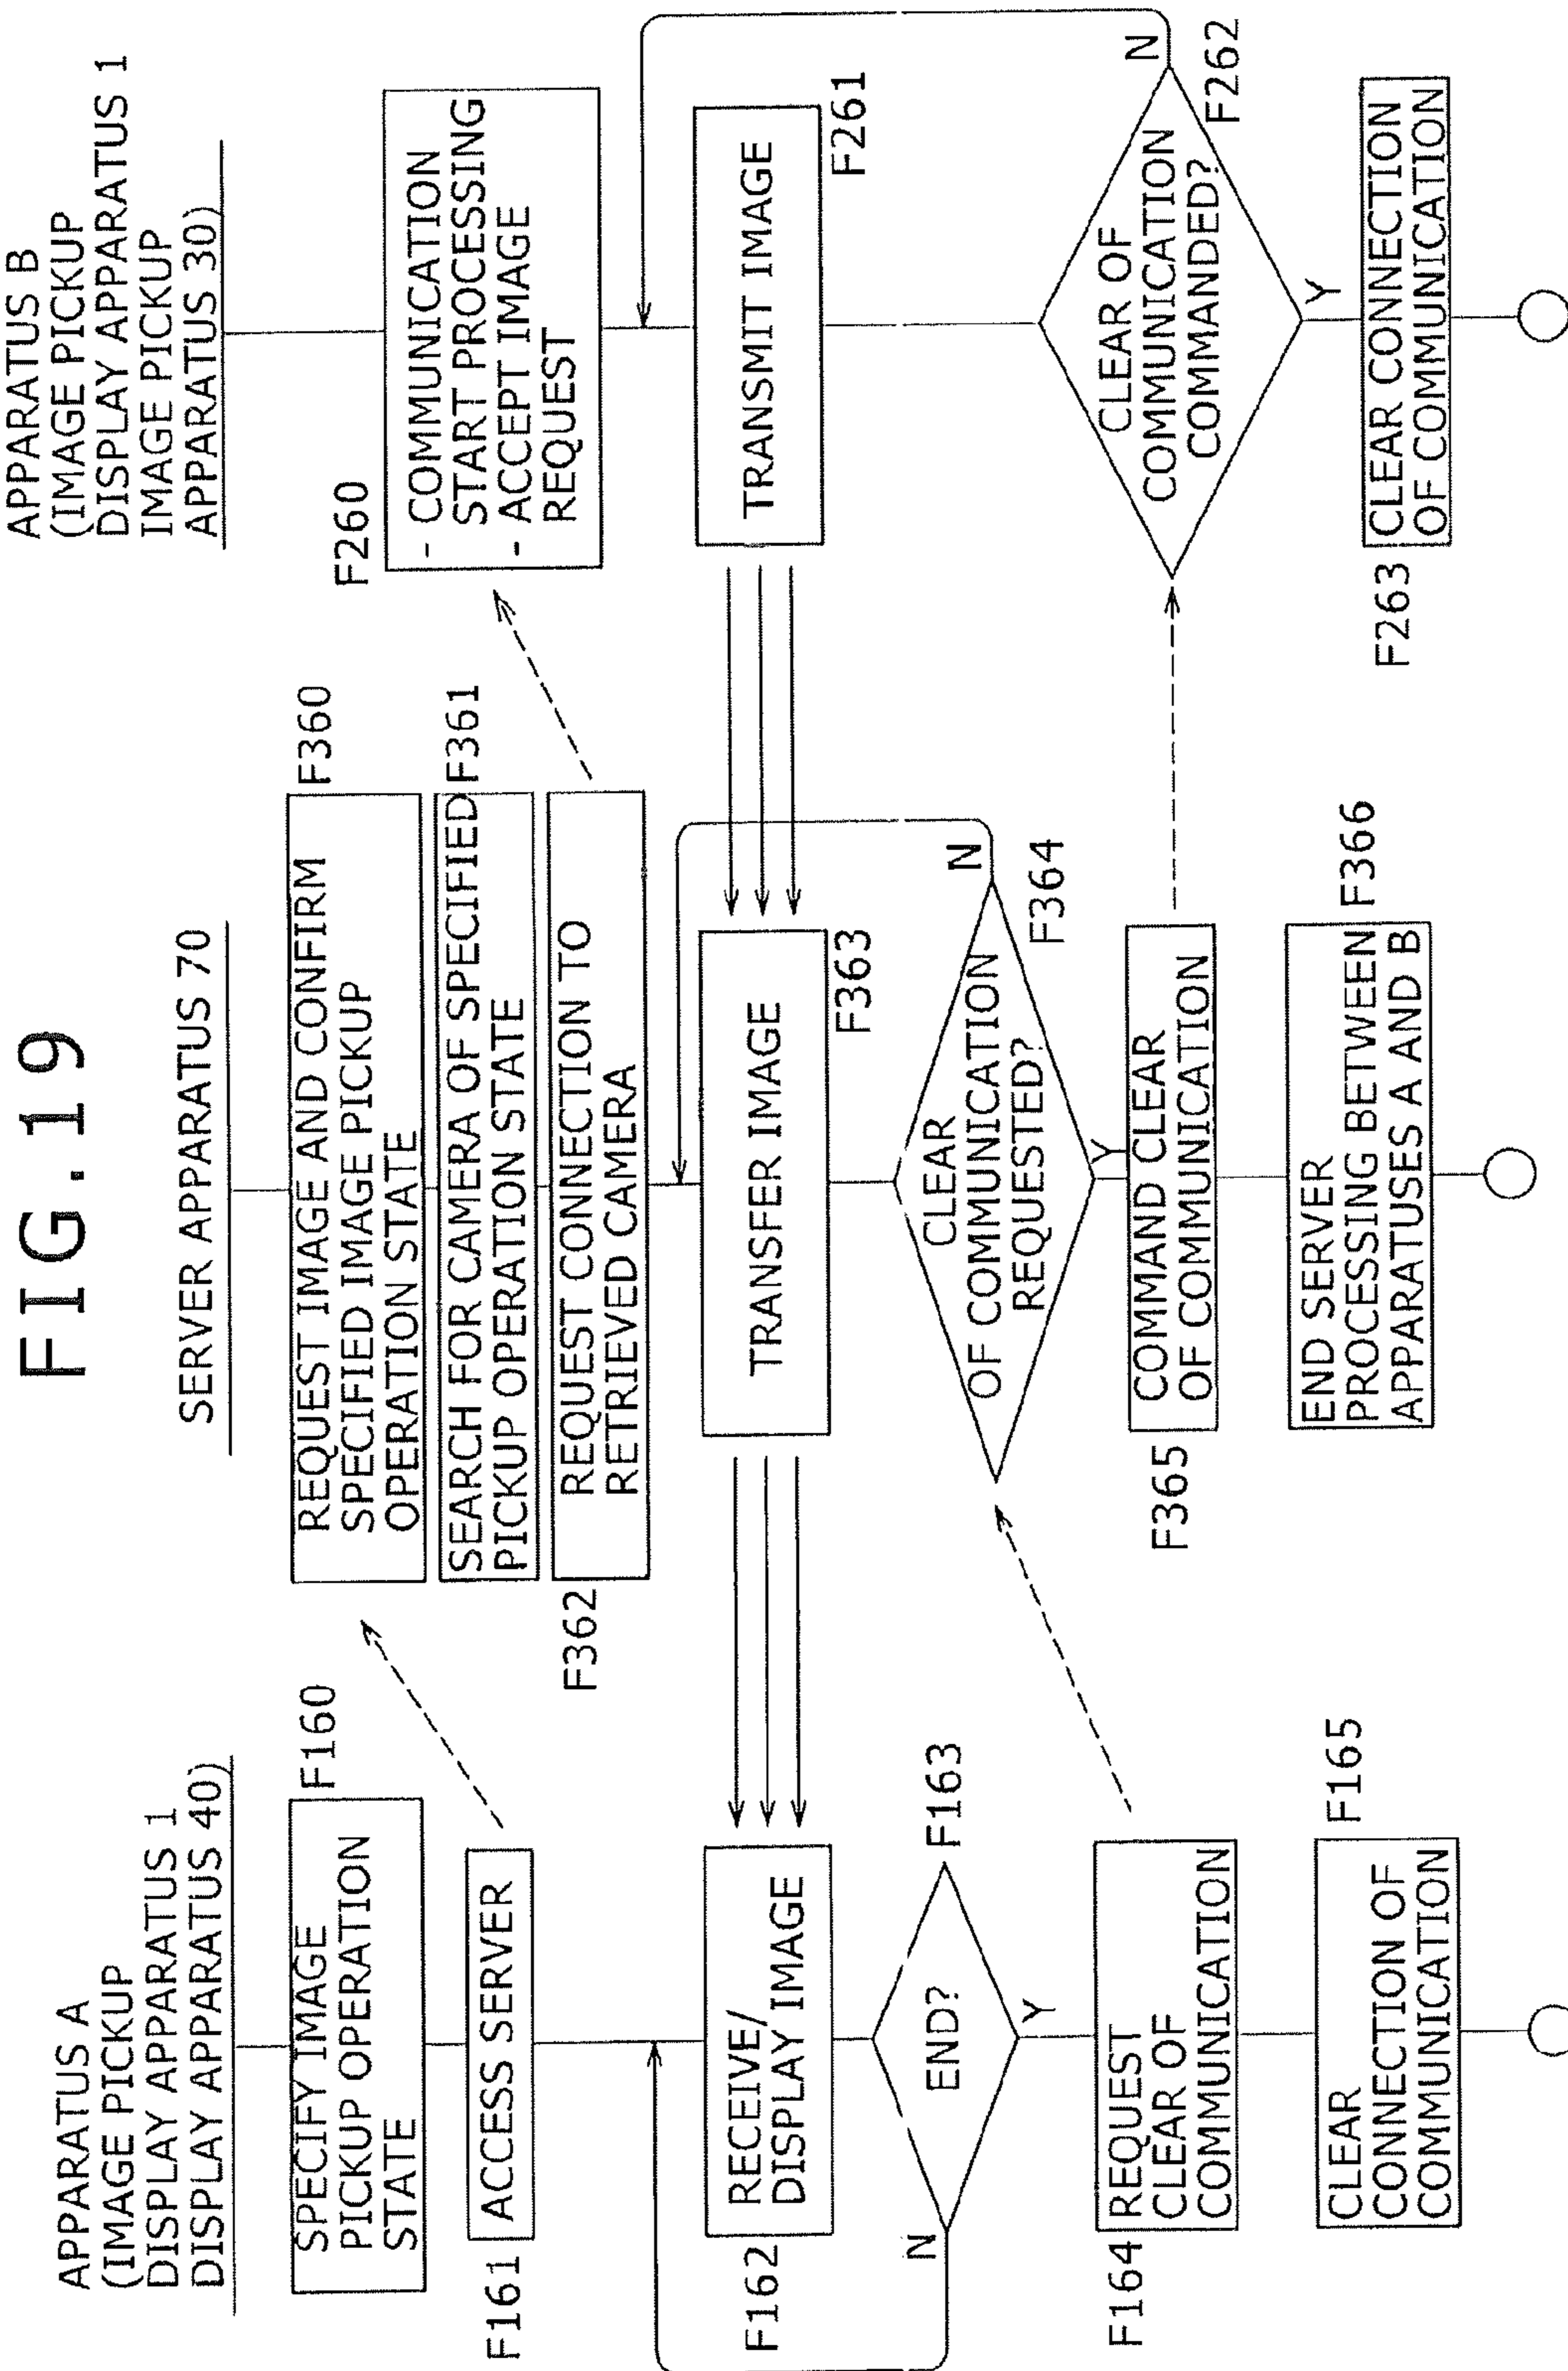 FIG.19
APPARATUS A
(IMAGE PICKUP
DISPLAY APPARATUS 1
DISPLAY APPARATUS 40)
SPECIFY IMAGE
PICKUP OPERATION
STATE
F160
F161
ACCESS SERVER
RECEIVE/
DISPLAY IMAGE
F162
END?
F163
N
Y
F164
REQUEST
CLEAR OF
COMMUNICATION
CLEAR
CONNECTION OF
COMMUNICATION
F165
SERVER APPARATUS 70
REQUEST IMAGE AND CONFIRM
SPECIFIED IMAGE PICKUP
OPERATION STATE
F360
SEARCH FOR CAMERA OF SPECIFIED
PICKUP OPERATION STATE
F361
F362
REQUEST CONNECTION TO
RETRIEVED CAMERA
TRANSFER IMAGE
F363
CLEAR
OF COMMUNICATION
REQUESTED?
N
F364
Y
F365
COMMAND CLEAR
OF COMMUNICATION
END SERVER
PROCESSING BETWEEN
APPARATUSES A AND B
F366
APPARATUS B
(IMAGE PICKUP
DISPLAY APPARATUS 1
IMAGE PICKUP
APPARATUS 30)
F260
- COMMUNICATION
START PROCESSING
- ACCEPT IMAGE
REQUEST
TRANSMIT IMAGE
F261
CLEAR OF
COMMUNICATION
COMMANDED?
N
F262
Y
F263
CLEAR CONNECTION
OF COMMUNICATION